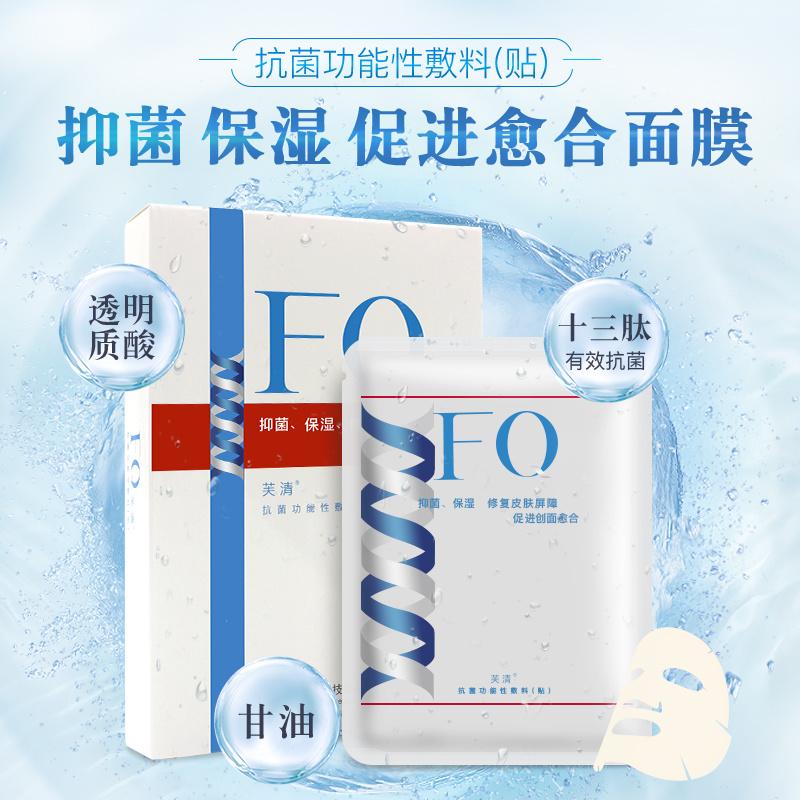 抗菌功能性敷料(贴)
抑菌 保湿 促进愈合面膜
透明
质酸
十三肽
有效抗菌
FQ
抑菌、保湿、
芙清®
抗菌功能性敷
FQ
FQ
抑菌、保湿 修复皮肤屏障
促进创面愈合
芙清®
抗菌功能性敷料(贴)
甘油
技